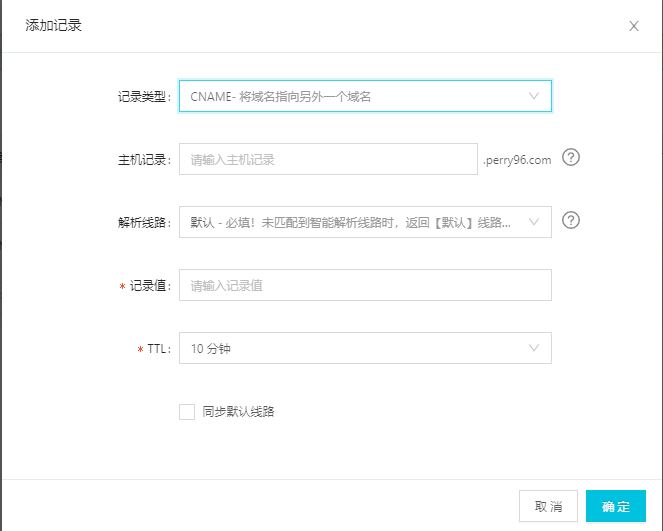 添加记录
记录类型: CNAME- 将域名指向另外一个域名
主机记录: 请输入主机记录 .perry96.com
解析线路: 默认 - 必填！未匹配到智能解析线路时，返回【默认】线路...
* 记录值: 请输入记录值
* TTL: 10 分钟
同步默认线路
取消 确定